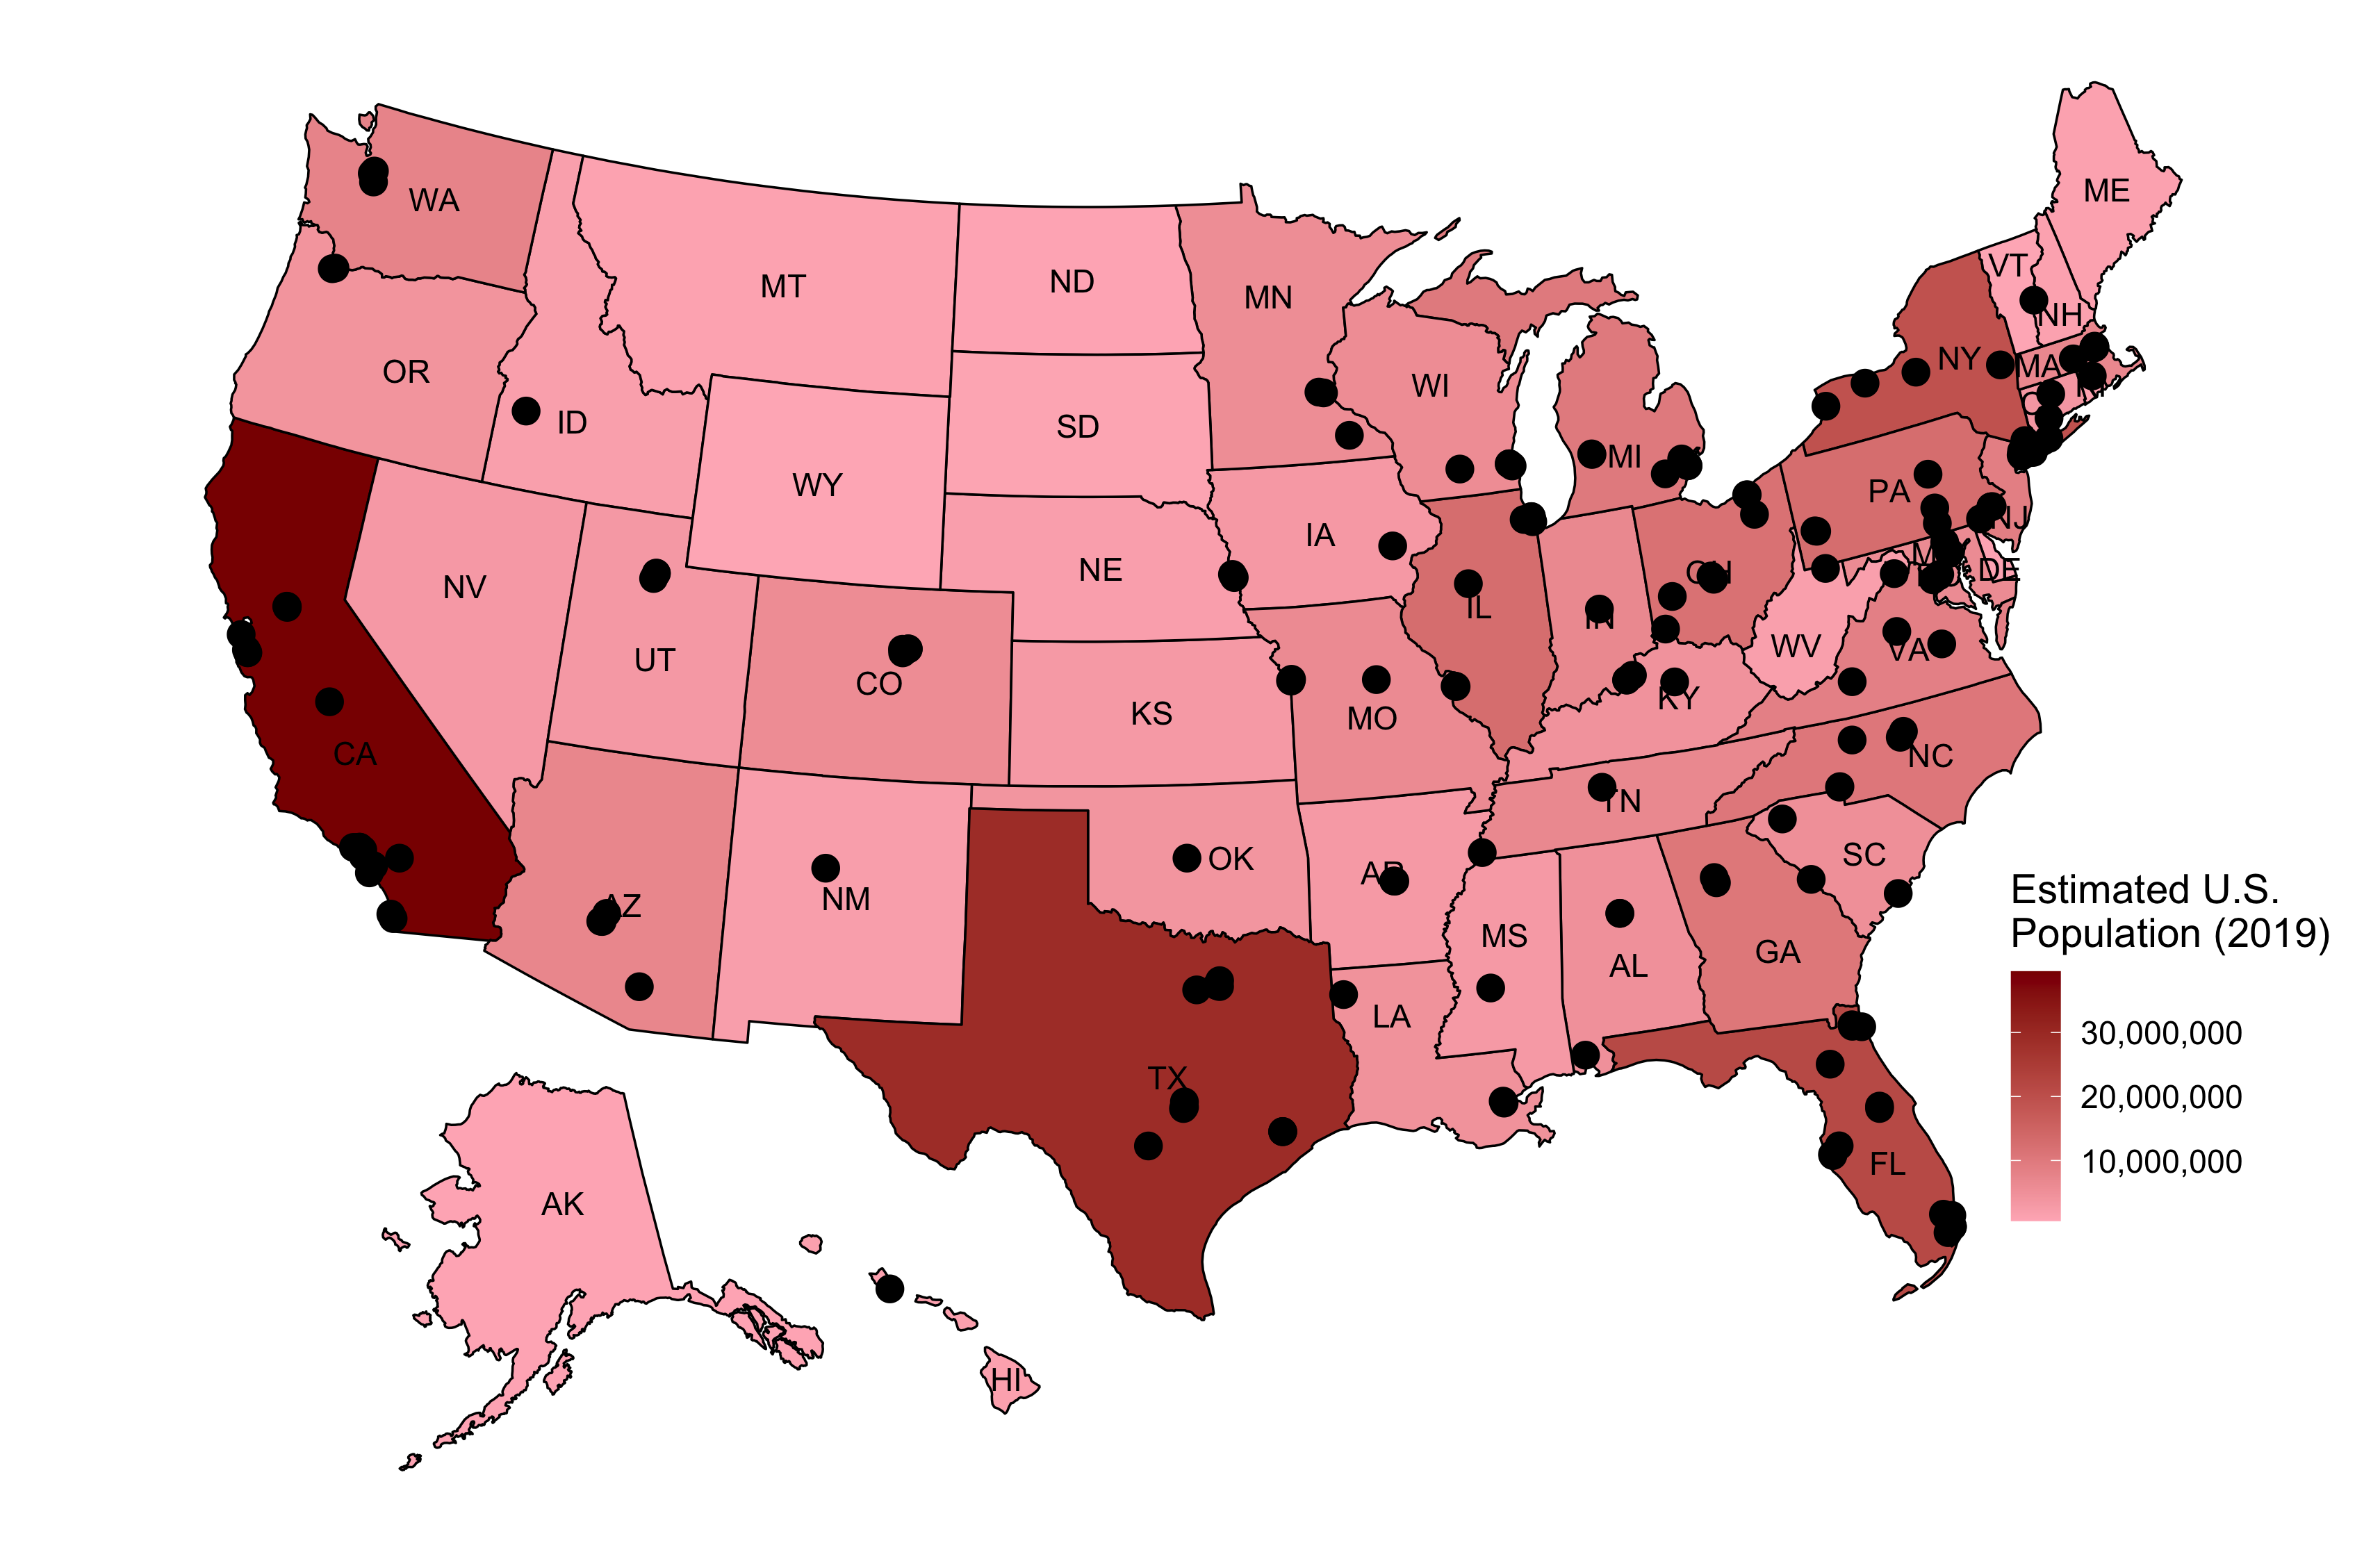 ME
WA
VT
MT
ND
MN
NH
OR
NY
MA
WI
ID
SD
MI
WY
PA
NJ
IA
NE
DE
NV
IL
IN
WV
UT
VA
CO
KY
KS
MO
NC
CA
TN
SC
OK
NM
AZ
MS
GA
AL
LA
TX
FL
AK
HI
Estimated U.S.
Population (2019)
30,000,000
20,000,000
10,000,000